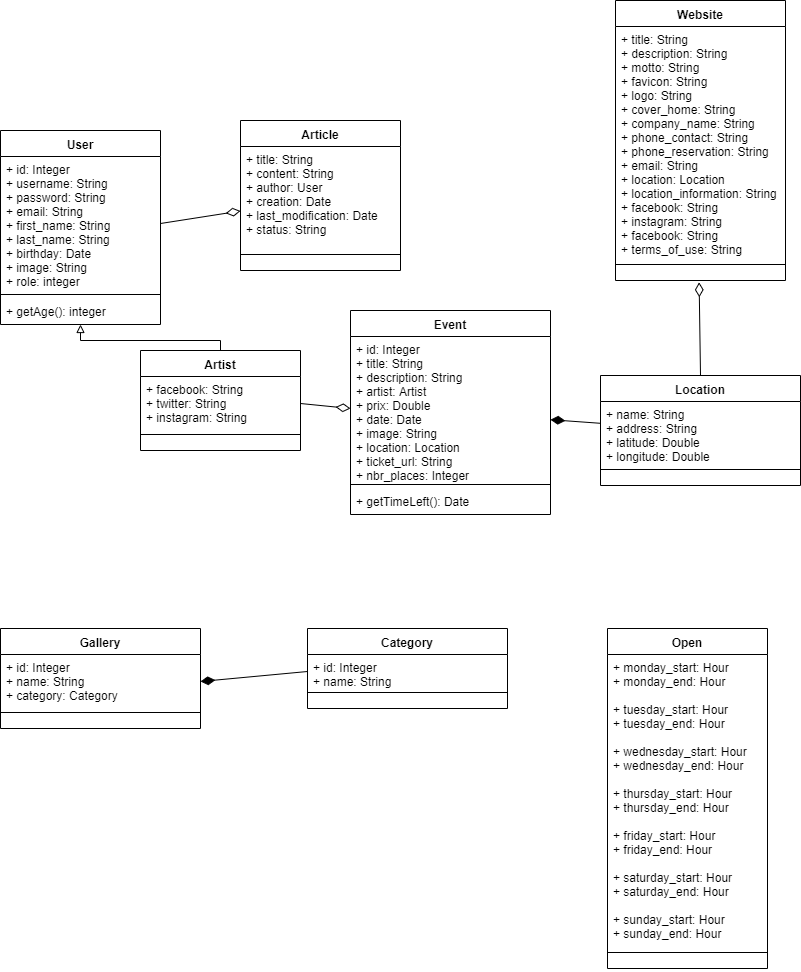 Website
+ title: String
+ description: String
+ motto: String
+ favicon: String
+ logo: String
+ cover_home: String
+ company_name: String
+ phone_contact: String
+ phone_reservation: String
+ email: String
+ location: Location
+ location_information: String
+ facebook: String
+ instagram: String
+ facebook: String
+ terms_of_use: String
User
+ id: Integer
+ username: String
+ password: String
+ email: String
+ first_name: String
+ last_name: String
+ birthday: Date
+ image: String
+ role: integer
+ getAge(): integer
Article
+ title: String
+ content: String
+ author: User
+ creation: Date
+ last_modification: Date
+ status: String
Artist
+ facebook: String
+ twitter: String
+ instagram: String
Event
+ id: Integer
+ title: String
+ description: String
+ artist: Artist
+ prix: Double
+ date: Date
+ image: String
+ location: Location
+ ticket_url: String
+ nbr_places: Integer
+ getTimeLeft(): Date
Location
+ name: String
+ address: String
+ latitude: Double
+ longitude: Double
Gallery
+ id: Integer
+ name: String
+ category: Category
Category
+ id: Integer
+ name: String
Open
+ monday_start: Hour
+ monday_end: Hour
+ tuesday_start: Hour
+ tuesday_end: Hour
+ wednesday_start: Hour
+ wednesday_end: Hour
+ thursday_start: Hour
+ thursday_end: Hour
+ friday_start: Hour
+ friday_end: Hour
+ saturday_start: Hour
+ saturday_end: Hour
+ sunday_start: Hour
+ sunday_end: Hour